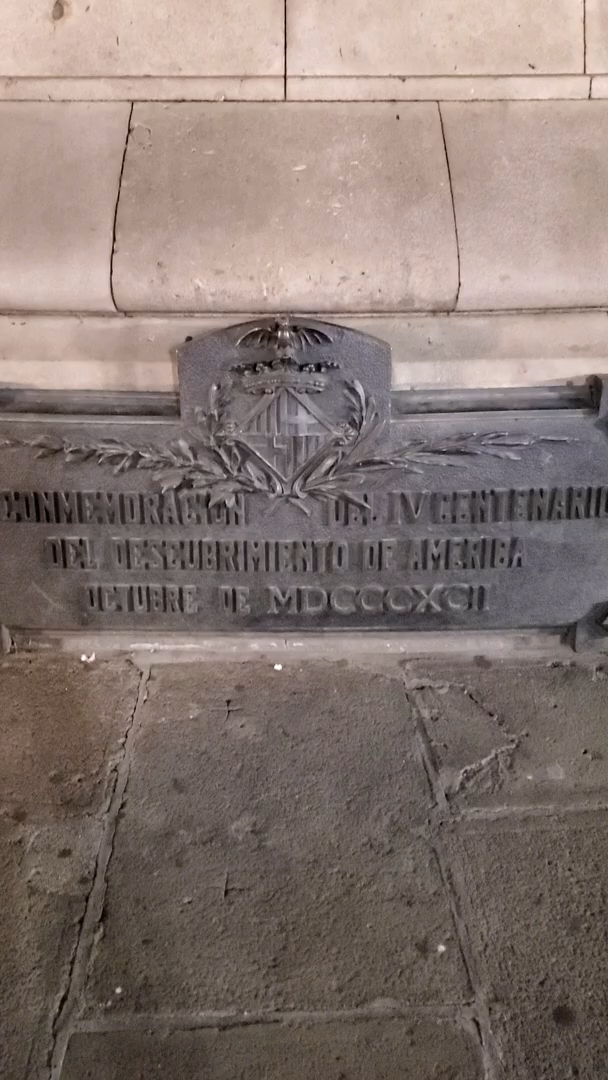 CONMEMORACION DEL IV CENTENARIO
DEL DESCUBRIMIENTO DE AMERICA
OCTUBRE DE MDCCCXCII